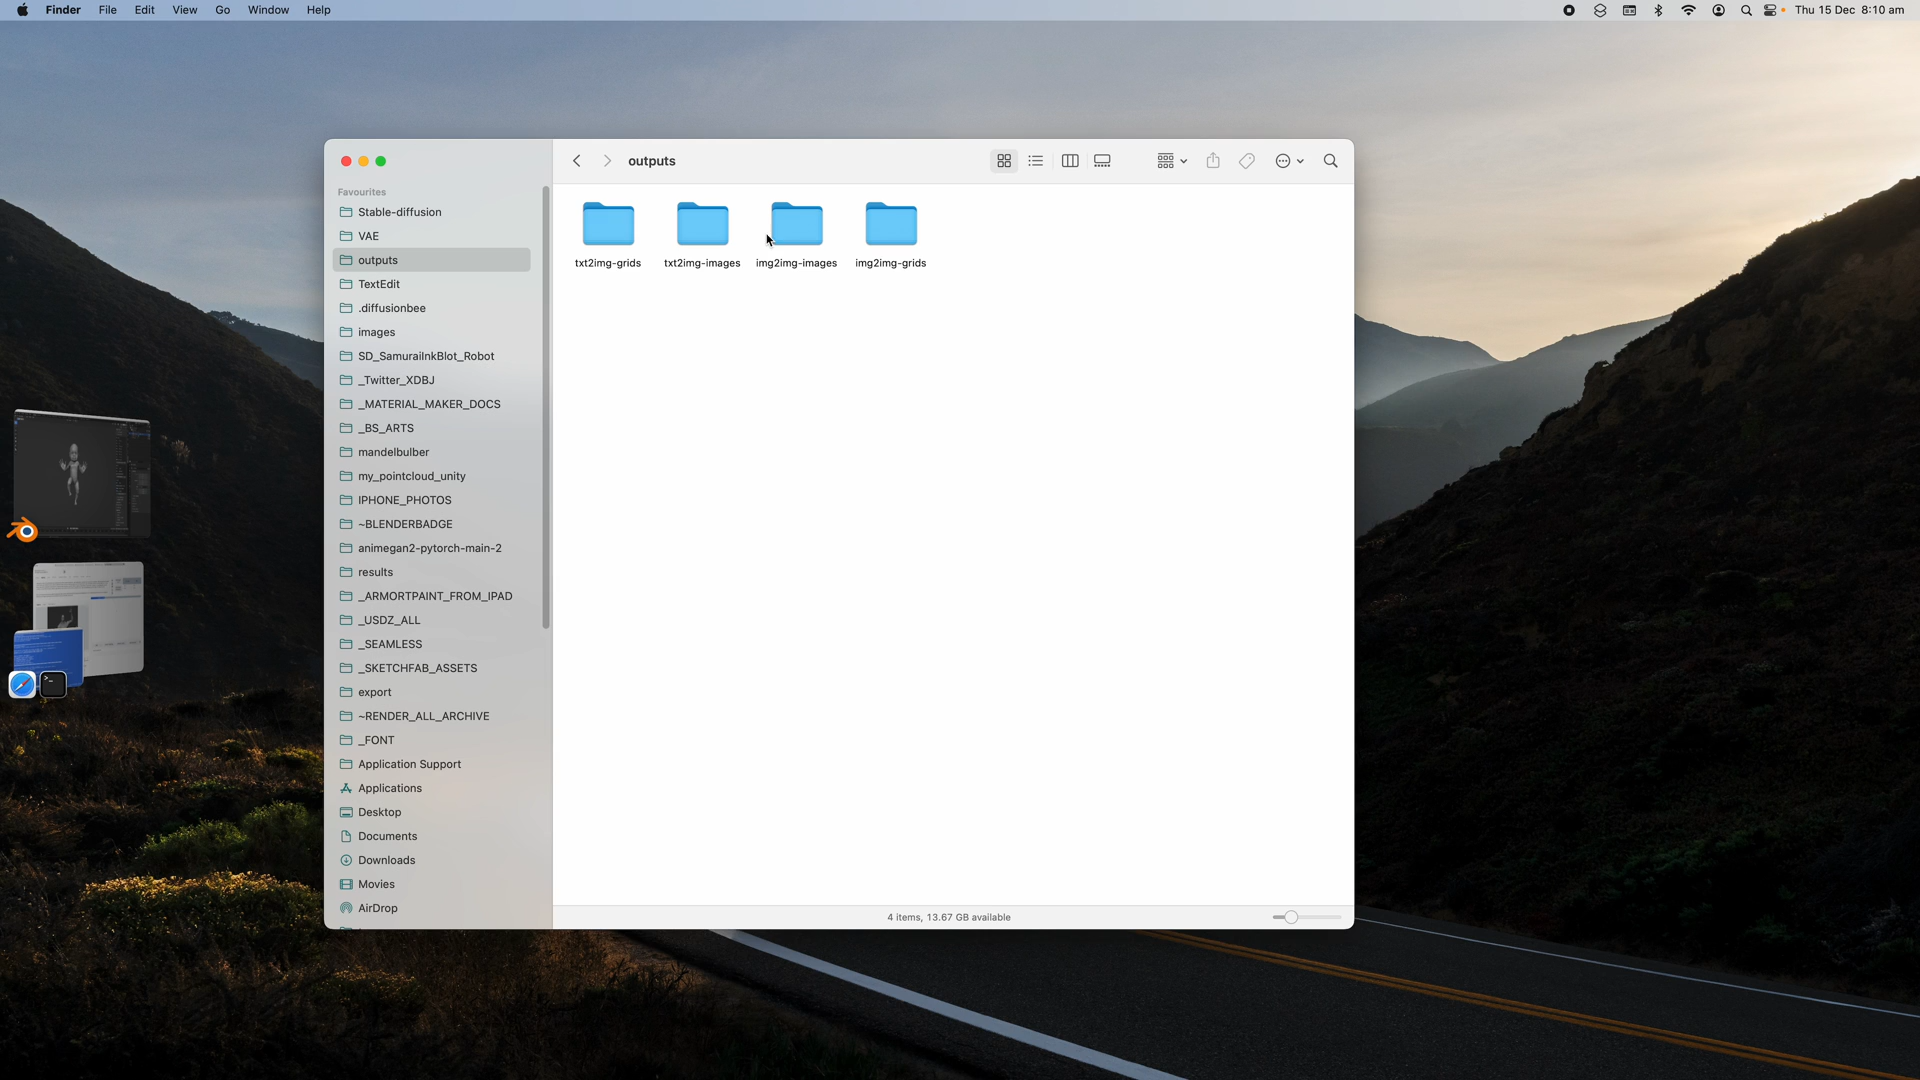 Finder File Edit View Go Window Help
Thu 15 Dec 8:10 am
outputs
Favourites
Stable-diffusion
VAE
outputs
TextEdit
.diffusionbee
images
SD_SamuraiInkBlot_Robot
_Twitter_XDBJ
_MATERIAL_MAKER_DOCS
_BS_ARTS
mandelbulber
my_pointcloud_unity
IPHONE_PHOTOS
~BLENDERBADGE
animegan2-pytorch-main-2
results
_ARMORTPAINT_FROM_IPAD
_USDZ_ALL
_SEAMLESS
_SKETCHFAB_ASSETS
export
~RENDER_ALL_ARCHIVE
_FONT
Application Support
Applications
Desktop
Documents
Downloads
Movies
AirDrop
txt2img-grids txt2img-images img2img-images img2img-grids
4 items, 13.67 GB available